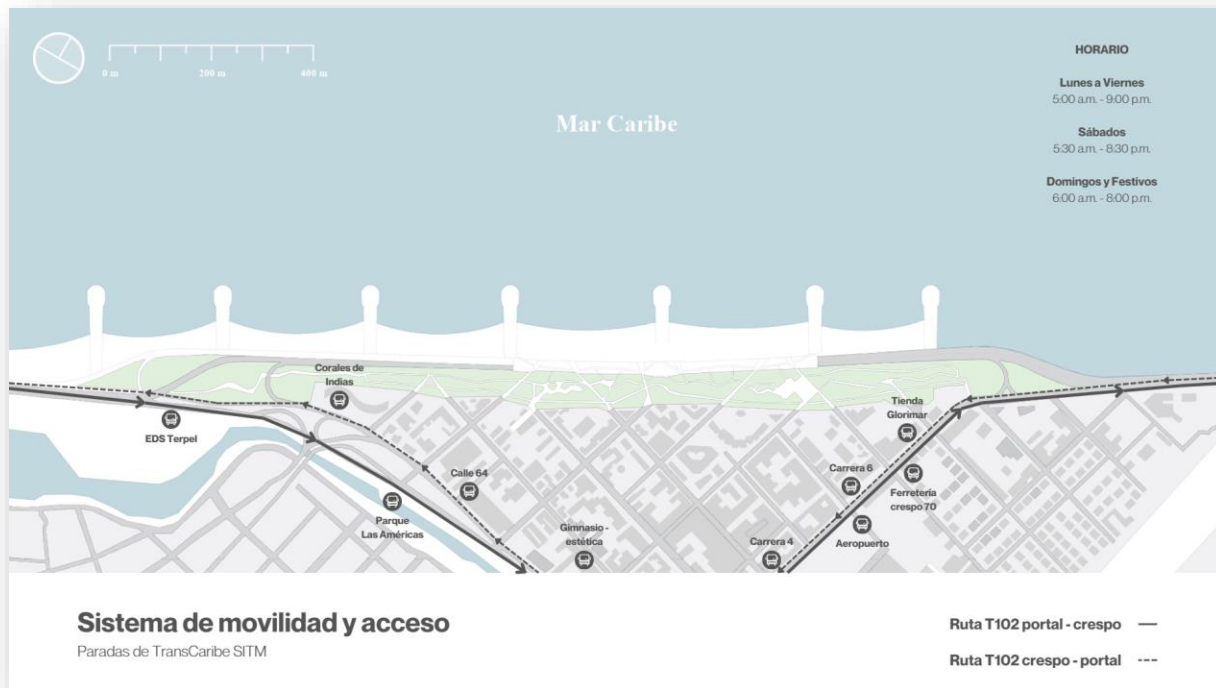 0 m
200 m
400 m
HORARIO
Lunes a Viernes
5:00 a.m. - 9:00 p.m.
Sábados
5:30 a.m. - 8:30 p.m.
Domingos y Festivos
6:00 a.m. - 8:00 p.m.
Mar Caribe
Corales de
Indias
EDS Terpel
Tienda
Glorimar
Calle 64
Carrera 6
Ferretería
crespo 70
Parque
Las Américas
Gimnasio -
estética
Carrera 4
Aeropuerto
Sistema de movilidad y acceso
Paradas de TransCaribe SITM
Ruta T102 portal - crespo
Ruta T102 crespo - portal